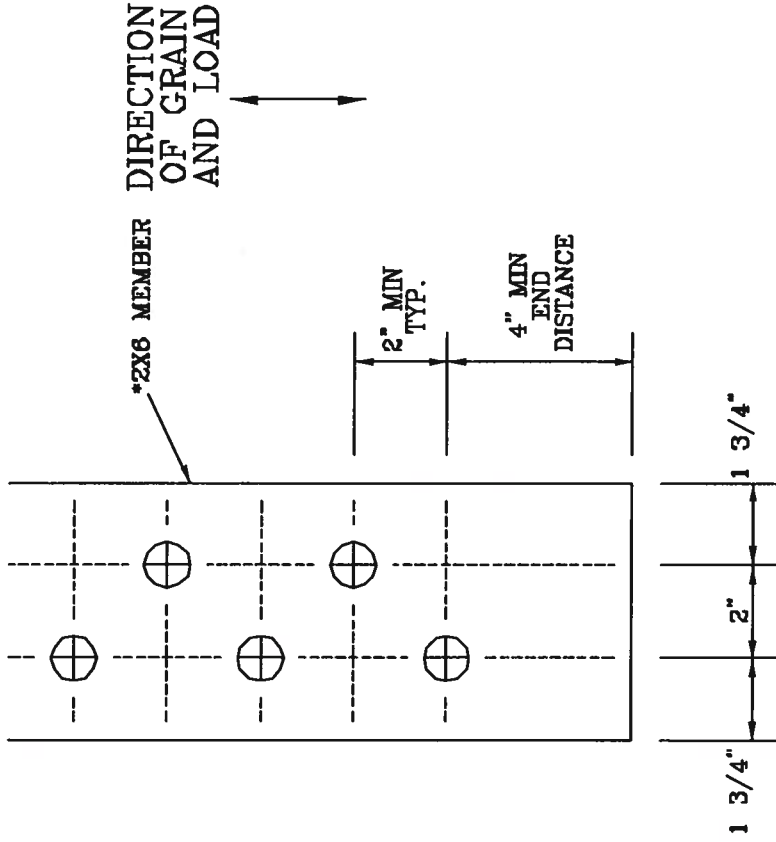 *2X6 MEMBER
DIRECTION
OF GRAIN
AND LOAD
2" MIN
TYP.
4" MIN
END
DISTANCE
1 3/4"
2"
1 3/4"